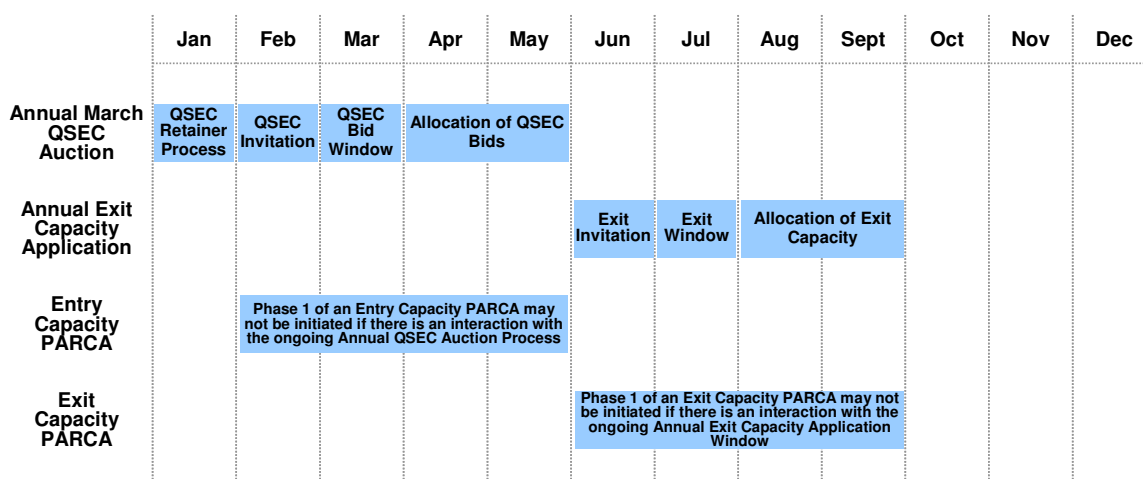 Jan Feb Mar Apr May Jun Jul Aug Sept Oct Nov Dec
Annual March
QSEC
Auction
QSEC
Retainer
Process
QSEC
Invitation
QSEC
Bid
Window
Allocation of QSEC
Bids
Annual Exit
Capacity
Application
Exit
Invitation
Exit
Window
Allocation of Exit
Capacity
Entry
Capacity
PARCA
Phase 1 of an Entry Capacity PARCA may
not be initiated if there is an interaction with
the ongoing Annual QSEC Auction Process
Exit
Capacity
PARCA
Phase 1 of an Exit Capacity PARCA may not
be initiated if there is an interaction with the
ongoing Annual Exit Capacity Application
Window